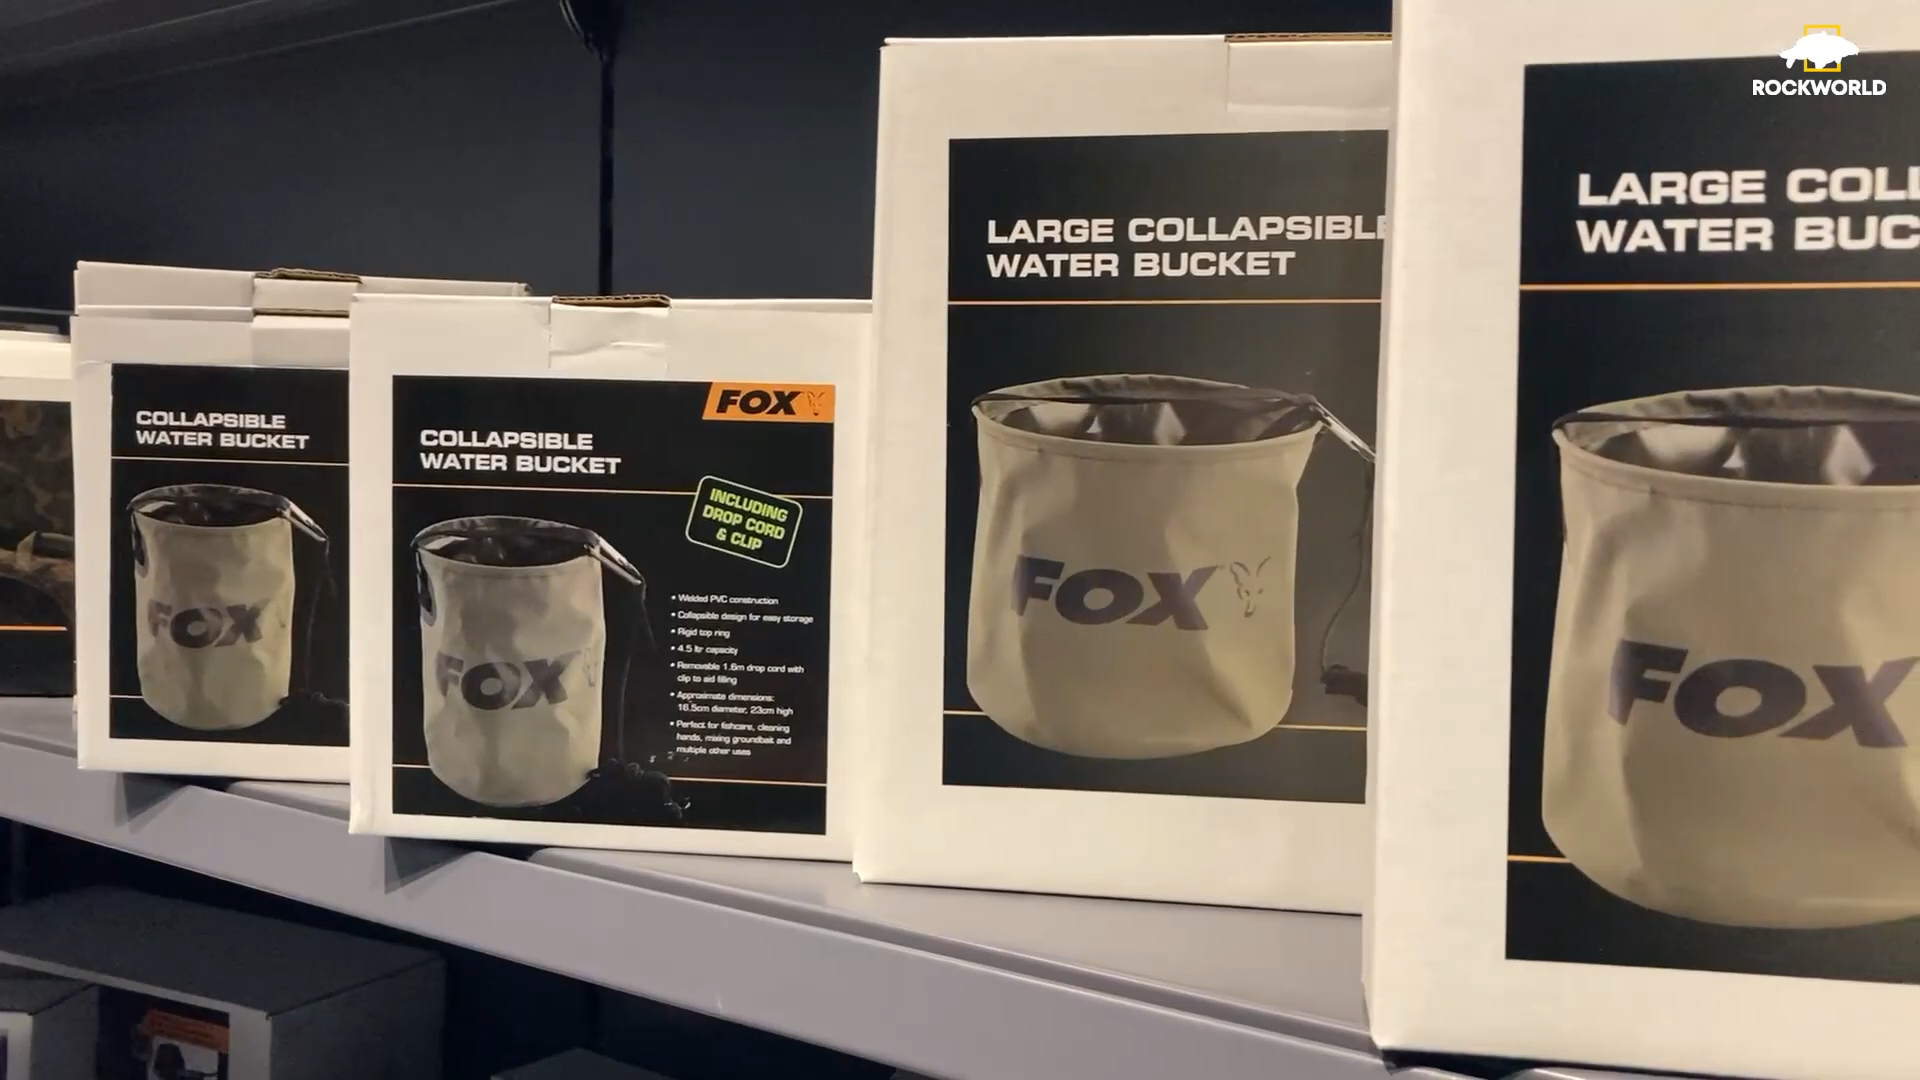 ROCKWORLD
COLLAPSIBLE
WATER BUCKET
FOX
FOX
COLLAPSIBLE
WATER BUCKET
INCLUDING
DROP CORD
& CLIP
FOX
• Welded PVC construction
• Collapsible design for easy storage
• Rigid top ring
• 4.5 ltr capacity
• Removable 1.6m drop cord with
clip to aid filling
• Approximate dimensions:
16.5cm diameter, 23cm high
• Perfect for fishcare, cleaning
hands, mixing groundbait and
multiple other uses
LARGE COLLAPSIBLE
WATER BUCKET
FOX
LARGE COLL
WATER BUC
FOX